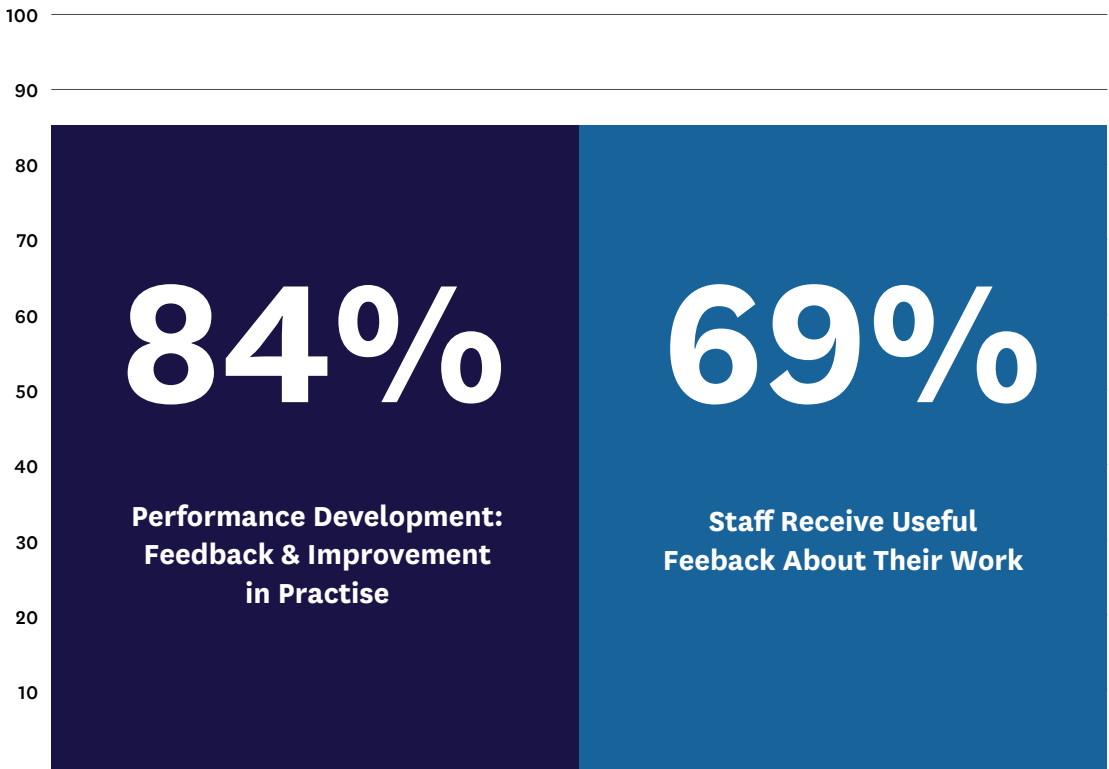 100
90
80
70
60
50
40
30
20
10
84%
Performance Development:
Feedback & Improvement
in Practise
69%
Staff Receive Useful
Feeback About Their Work